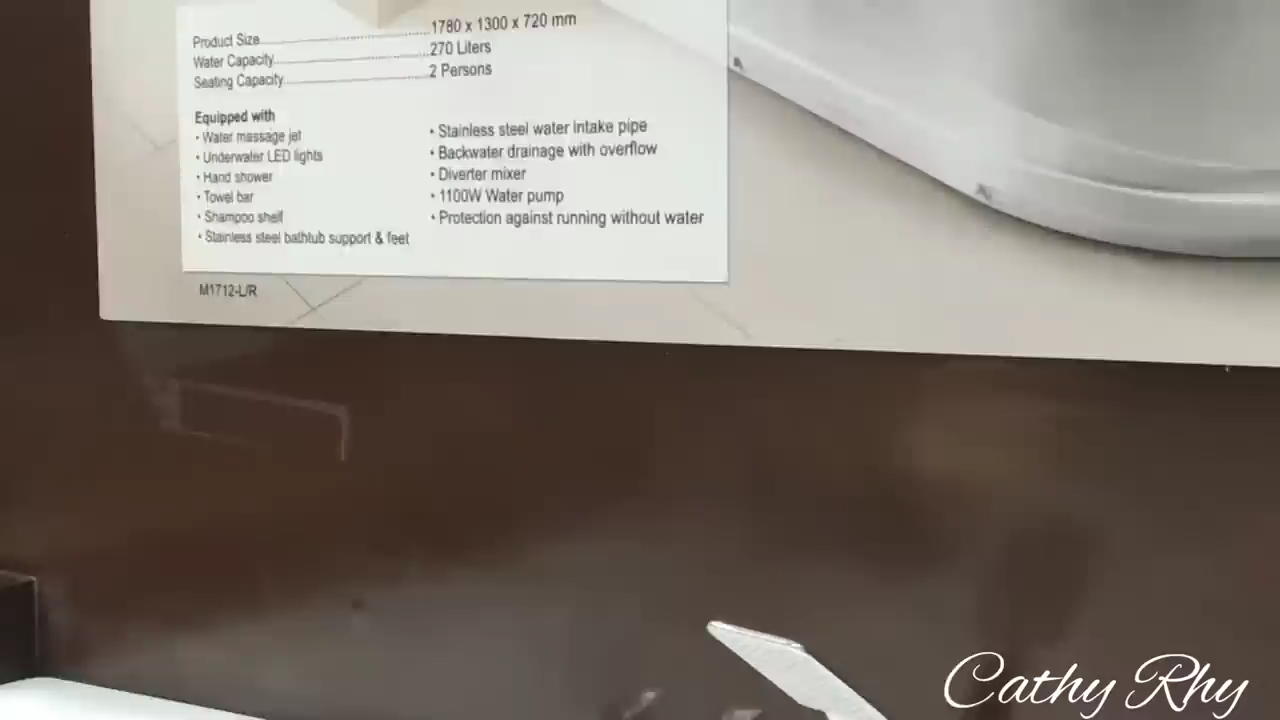 Product Size........................1780 x 1300 x 720 mm
Water Capacity........................270 Liters
Seating Capacity........................2 Persons
Equipped with
• Water massage jet
• Underwater LED lights
• Hand shower
• Towel bar
• Shampoo shelf
• Stainless steel bathtub support & feet
• Stainless steel water intake pipe
• Backwater drainage with overflow
• Diverter mixer
• 1100W Water pump
• Protection against running without water
M1712-L/R
Cathy Rhy